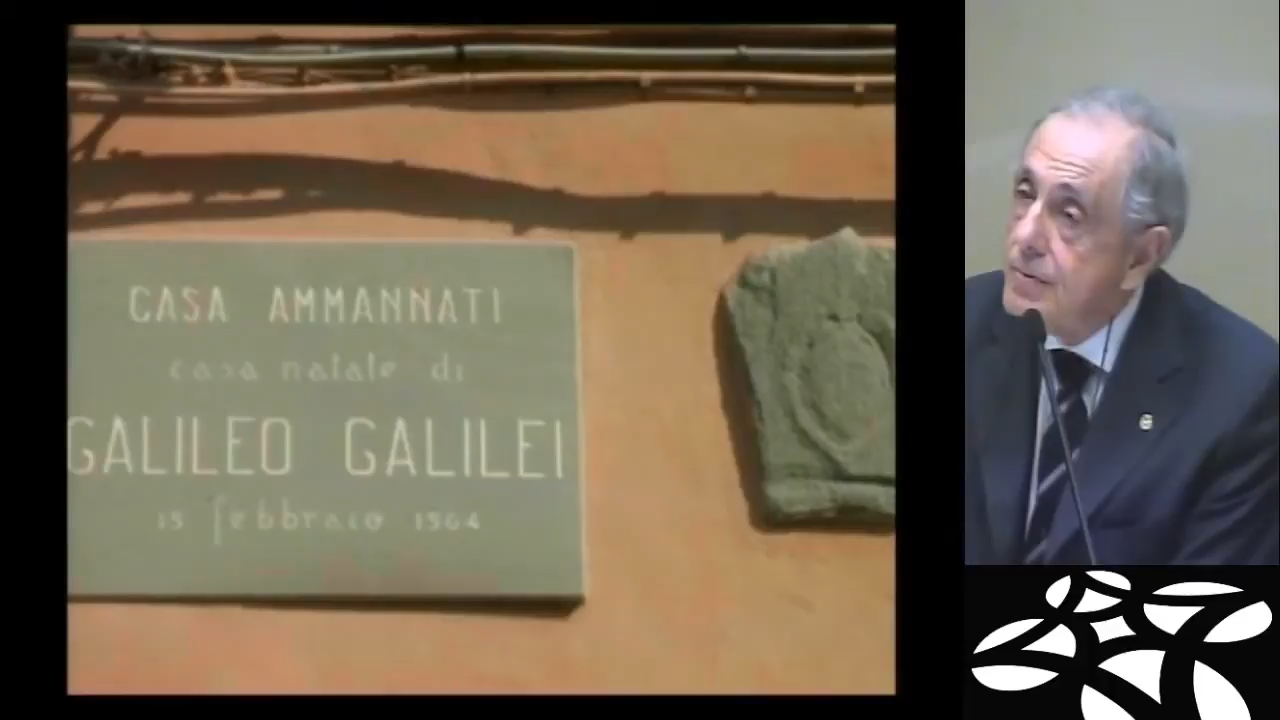 CASA AMMANNATI
casa natale di
GALILEO GALILEI
15 febbraio 1564